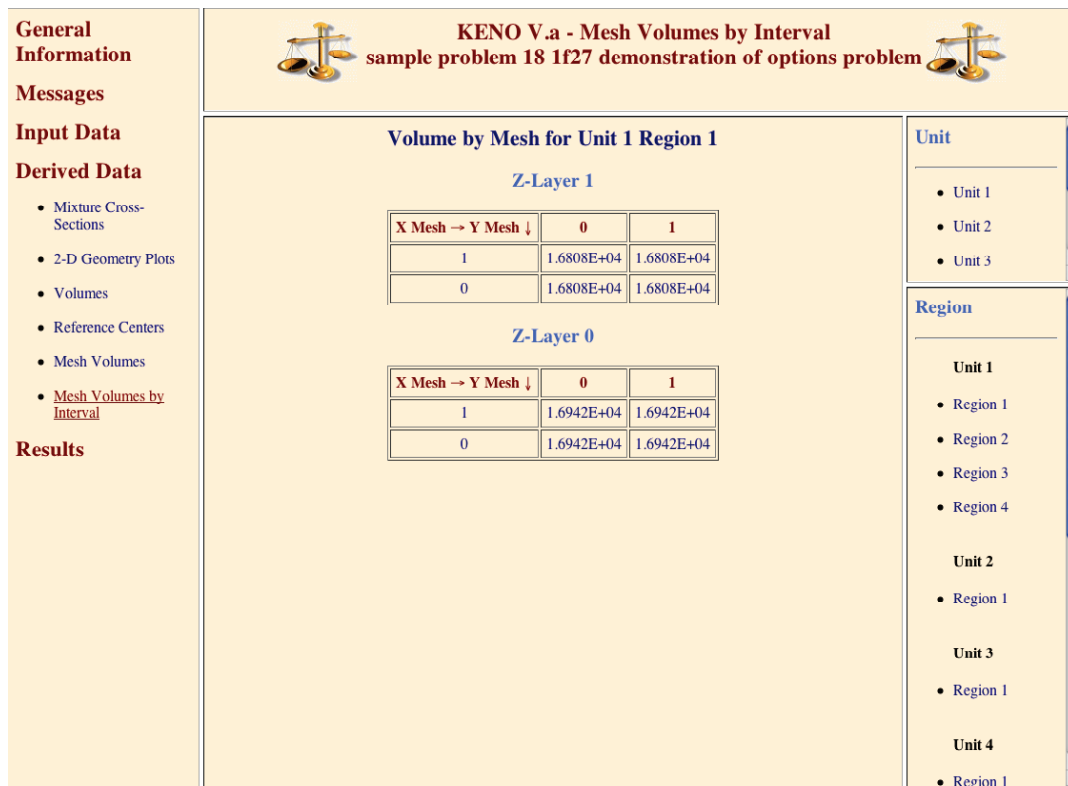 General
Information
Messages
Input Data
Derived Data
Mixture Cross-
Sections
2-D Geometry Plots
Volumes
Reference Centers
Mesh Volumes
Mesh Volumes by
Interval
Results
KENO V.a - Mesh Volumes by Interval
sample problem 18 1f27 demonstration of options problem
Volume by Mesh for Unit 1 Region 1
Z-Layer 1
X Mesh → Y Mesh ↓ 0 1
1 1.6808E+04 1.6808E+04
0 1.6808E+04 1.6808E+04
Z-Layer 0
X Mesh → Y Mesh ↓ 0 1
1 1.6942E+04 1.6942E+04
0 1.6942E+04 1.6942E+04
Unit
Unit 1
Unit 2
Unit 3
Region
Unit 1
Region 1
Region 2
Region 3
Region 4
Unit 2
Region 1
Unit 3
Region 1
Unit 4
Region 1